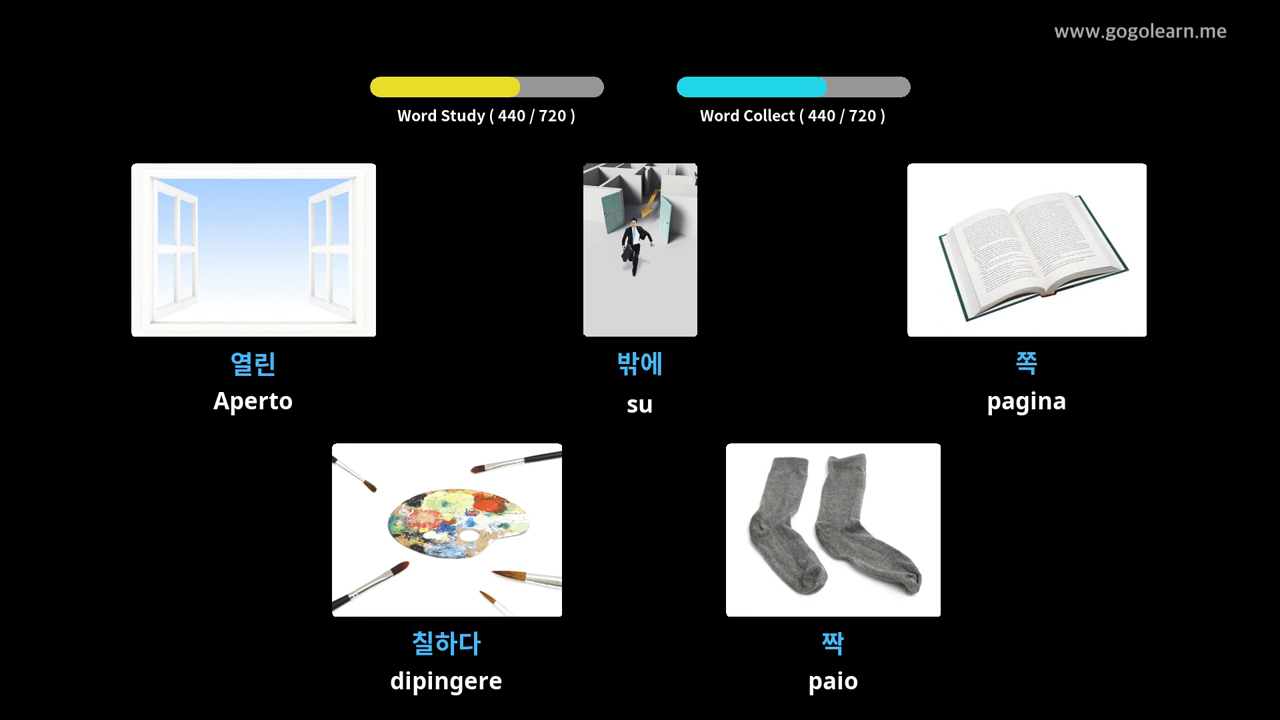 www.gogolearn.me
Word Study ( 440 / 720 )
Word Collect ( 440 / 720 )
열린
Aperto
밖에
su
쪽
pagina
칠하다
dipingere
짝
paio